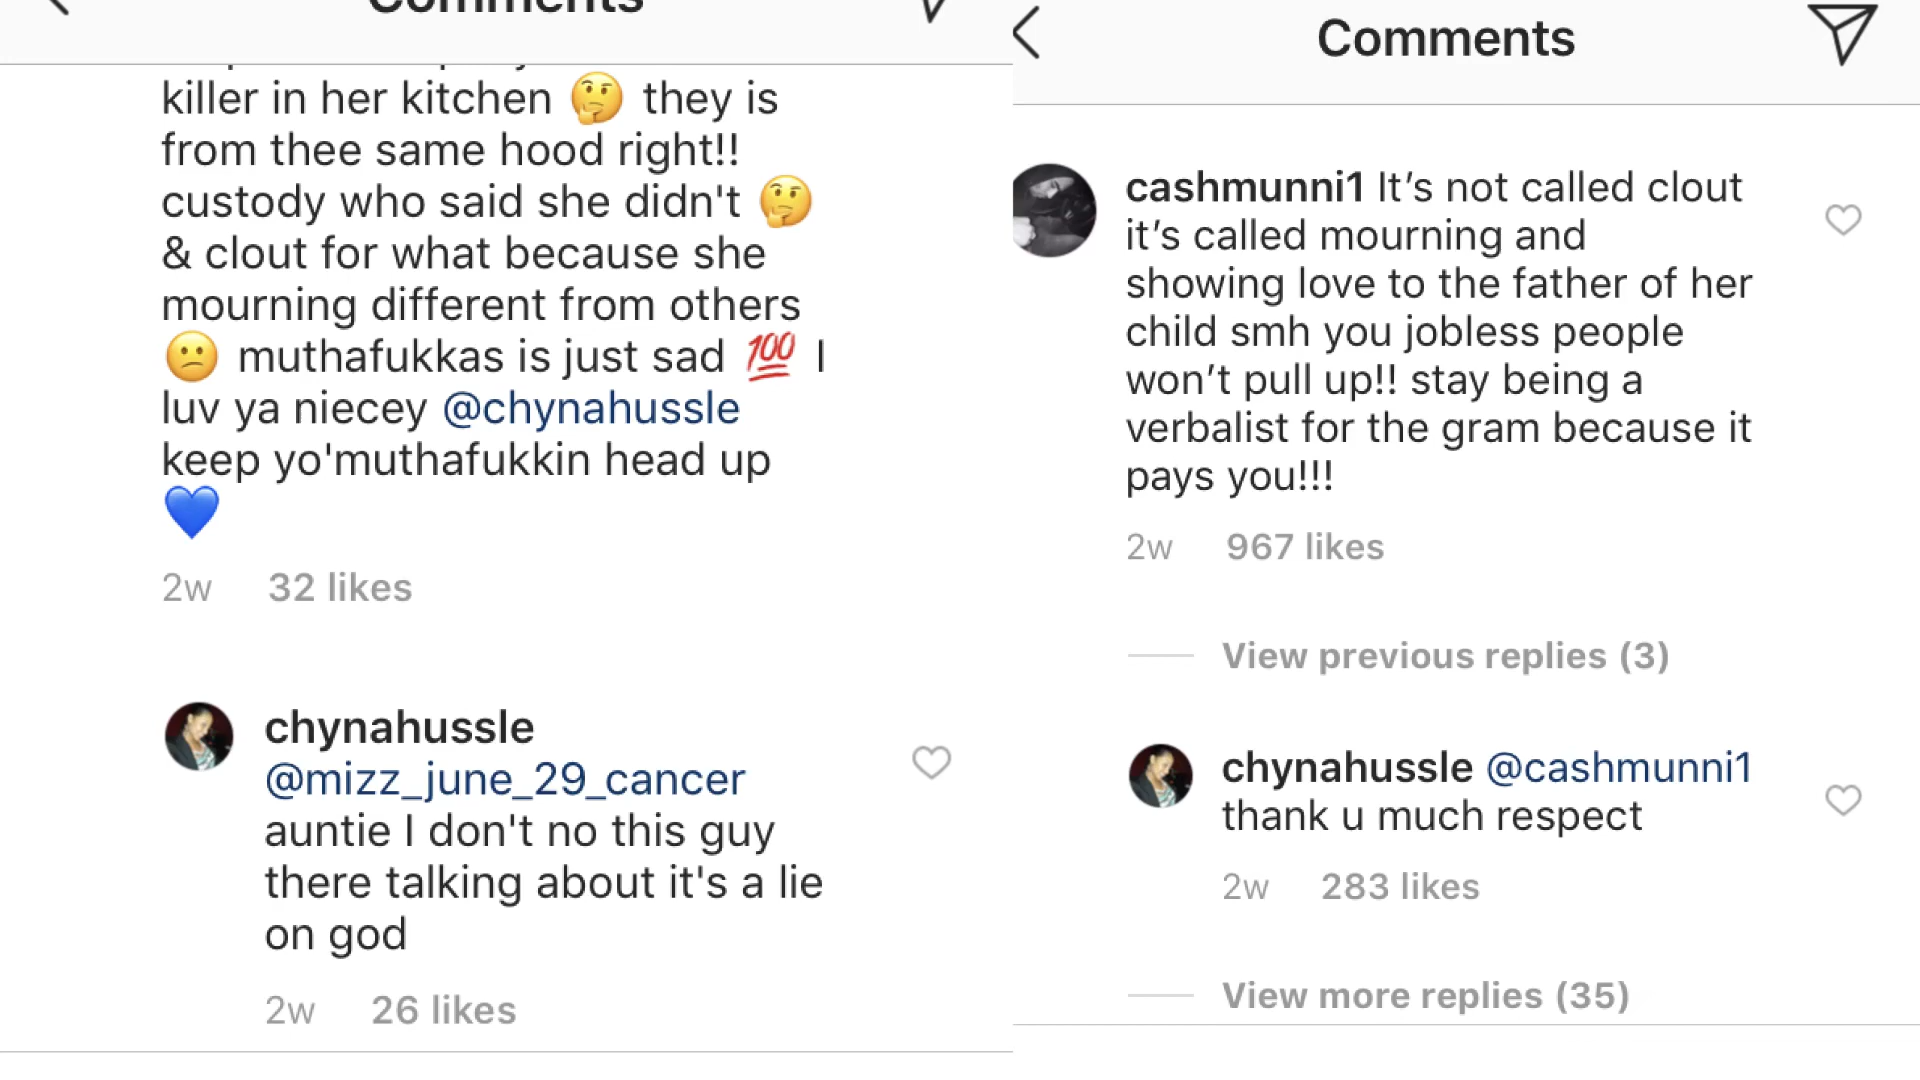 Comments
killer in her kitchen 🤔 they is
from thee same hood right!!
custody who said she didn't 🤔
& clout for what because she
mourning different from others
😕 muthafukkas is just sad 💯 I
luv ya niecey @chynahussle
keep yo'muthafukkin head up
💙
2w 32 likes
chynahussle
@mizz_june_29_cancer
auntie I don't no this guy
there talking about it's a lie
on god
2w 26 likes
Comments
cashmunni1 It’s not called clout
it’s called mourning and
showing love to the father of her
child smh you jobless people
won’t pull up!! stay being a
verbalist for the gram because it
pays you!!!
2w 967 likes
View previous replies (3)
chynahussle @cashmunni1
thank u much respect
2w 283 likes
View more replies (35)